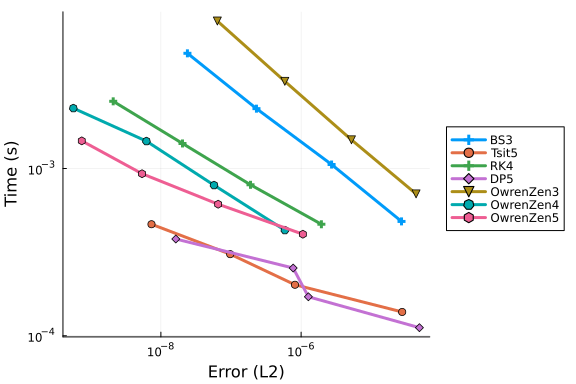 Time (s)
10⁻³
10⁻⁴
10⁻⁸
10⁻⁶
Error (L2)
BS3
Tsit5
RK4
DP5
OwrenZen3
OwrenZen4
OwrenZen5